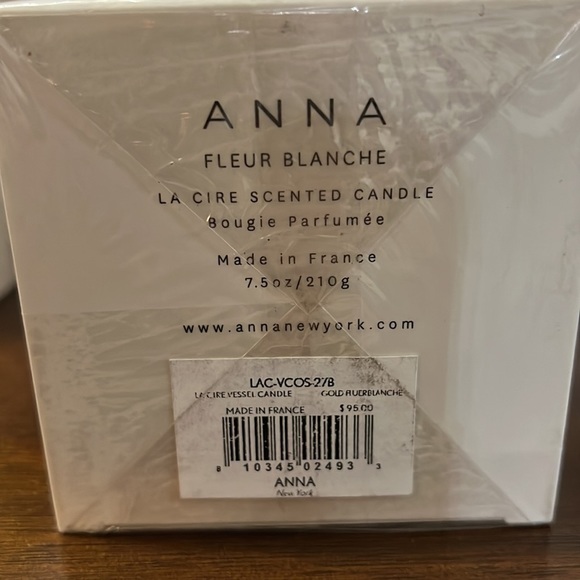 ANNA
FLEUR BLANCHE
LA CIRE SCENTED CANDLE
Bougie Parfumée
Made in France
7.5oz/210g
www.annanewyork.com
LAC-VCOS-27B
LA CIRE VESSEL CANDLE GOLD FLUERBLANCHE
MADE IN FRANCE $95.00
8 10345 02493 3
ANNA
New York